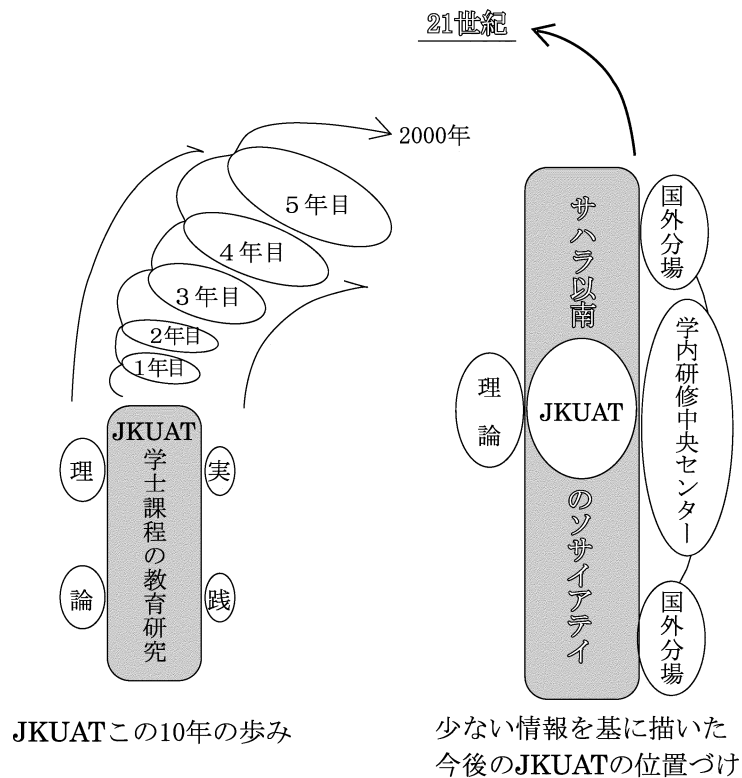 21世紀
2000年
5年目
4年目
3年目
2年目
1年目
JKUAT
学士課程の教育研究
理
論
実
践
JKUATこの10年の歩み
サハラ以南
JKUAT
のソサイアテイ
理論
国外分場
学内研修中央センター
国外分場
少ない情報を基に描いた
今後のJKUATの位置づけ